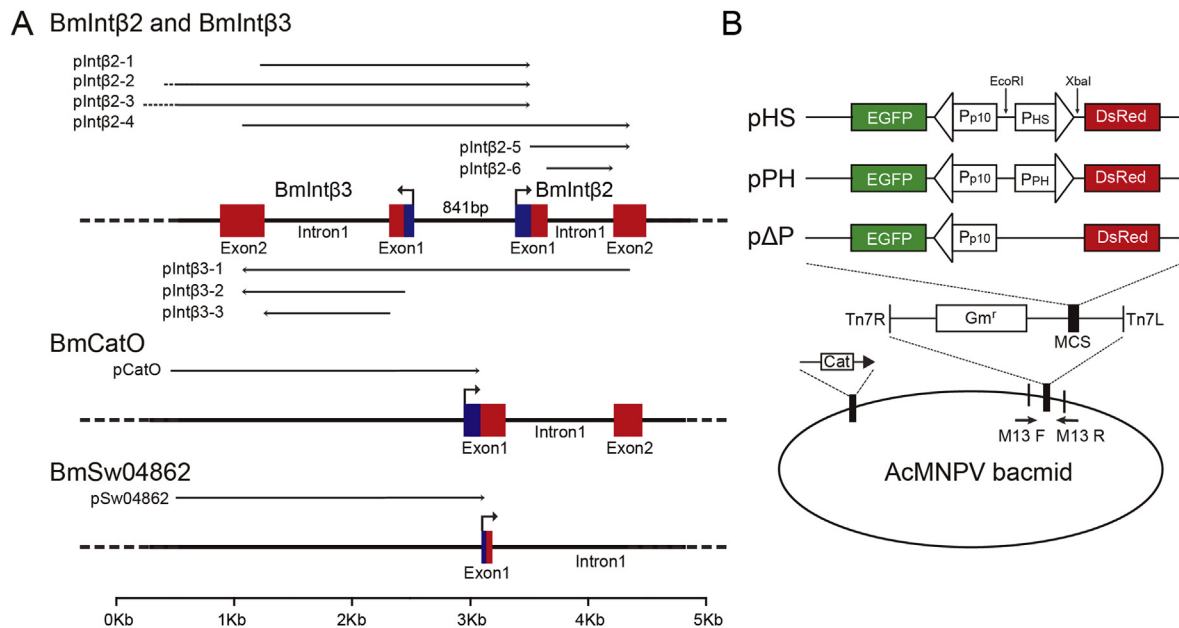 A
BmIntβ2 and BmIntβ3
pIntβ2-1
pIntβ2-2
pIntβ2-3
pIntβ2-4
pIntβ2-5
pIntβ2-6
BmIntβ3
BmIntβ2
841bp
Exon2
Intron1
Exon1
Exon1
Intron1
Exon2
pIntβ3-1
pIntβ3-2
pIntβ3-3
BmCatO
pCatO
Exon1
Intron1
Exon2
BmSw04862
pSw04862
Exon1
Intron1
0Kb 1Kb 2Kb 3Kb 4Kb 5Kb
B
EcoRI XbaI
pHS EGFP Pp10 PHS DsRed
pPH EGFP Pp10 PPH DsRed
pΔP EGFP Pp10 DsRed
Tn7R Gmr Tn7L
MCS
Cat
M13 F M13 R
AcMNPV bacmid